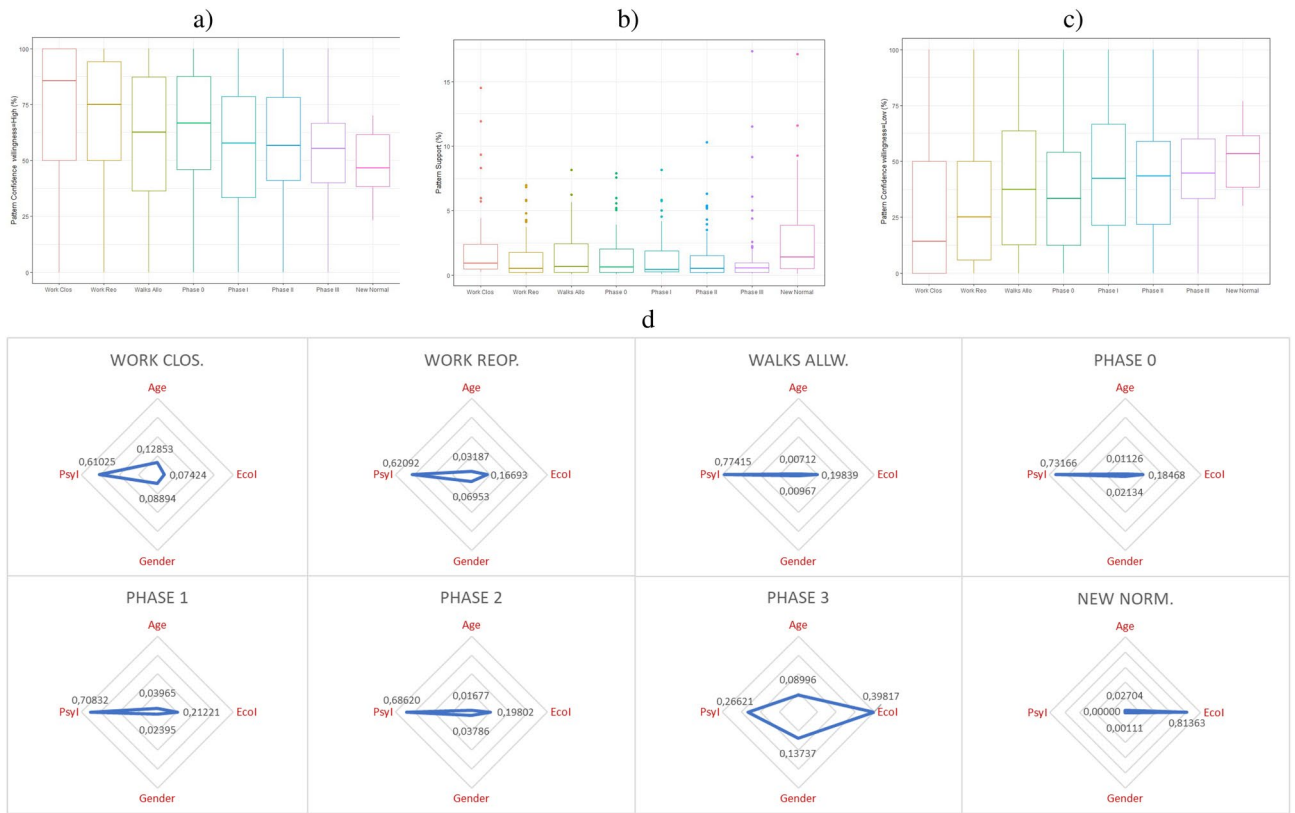 a)
b)
c)
Pattern Confidence willingness=High (%)
100
75
50
25
0
Work Clos
Work Reo
Walks Allo
Phase 0
Phase I
Phase II
Phase III
New Normal
Pattern Support (%)
15
10
5
0
Work Clos
Work Reo
Walks Allo
Phase 0
Phase I
Phase II
Phase III
New Normal
Pattern Confidence willingness=Low (%)
100
75
50
25
0
Work Clos
Work Reo
Walks Allo
Phase 0
Phase I
Phase II
Phase III
New Normal
d
WORK CLOS.
Age
0,12853
0,61025
PsyI
0,07424
EcoI
0,08894
Gender
WORK REOP.
Age
0,03187
0,62092
PsyI
0,16693
EcoI
0,06953
Gender
WALKS ALLW.
Age
0,00712
0,77415
PsyI
0,19839
EcoI
0,00967
Gender
PHASE 0
Age
0,01126
0,73166
PsyI
0,18468
EcoI
0,02134
Gender
PHASE 1
Age
0,03965
0,70832
PsyI
0,21221
EcoI
0,02395
Gender
PHASE 2
Age
0,01677
0,68620
PsyI
0,19802
EcoI
0,03786
Gender
PHASE 3
Age
0,08996
0,26621
0,39817
PsyI
EcoI
0,13737
Gender
NEW NORM.
Age
0,02704
PsyI
0,00000
EcoI
0,81363
0,00111
Gender